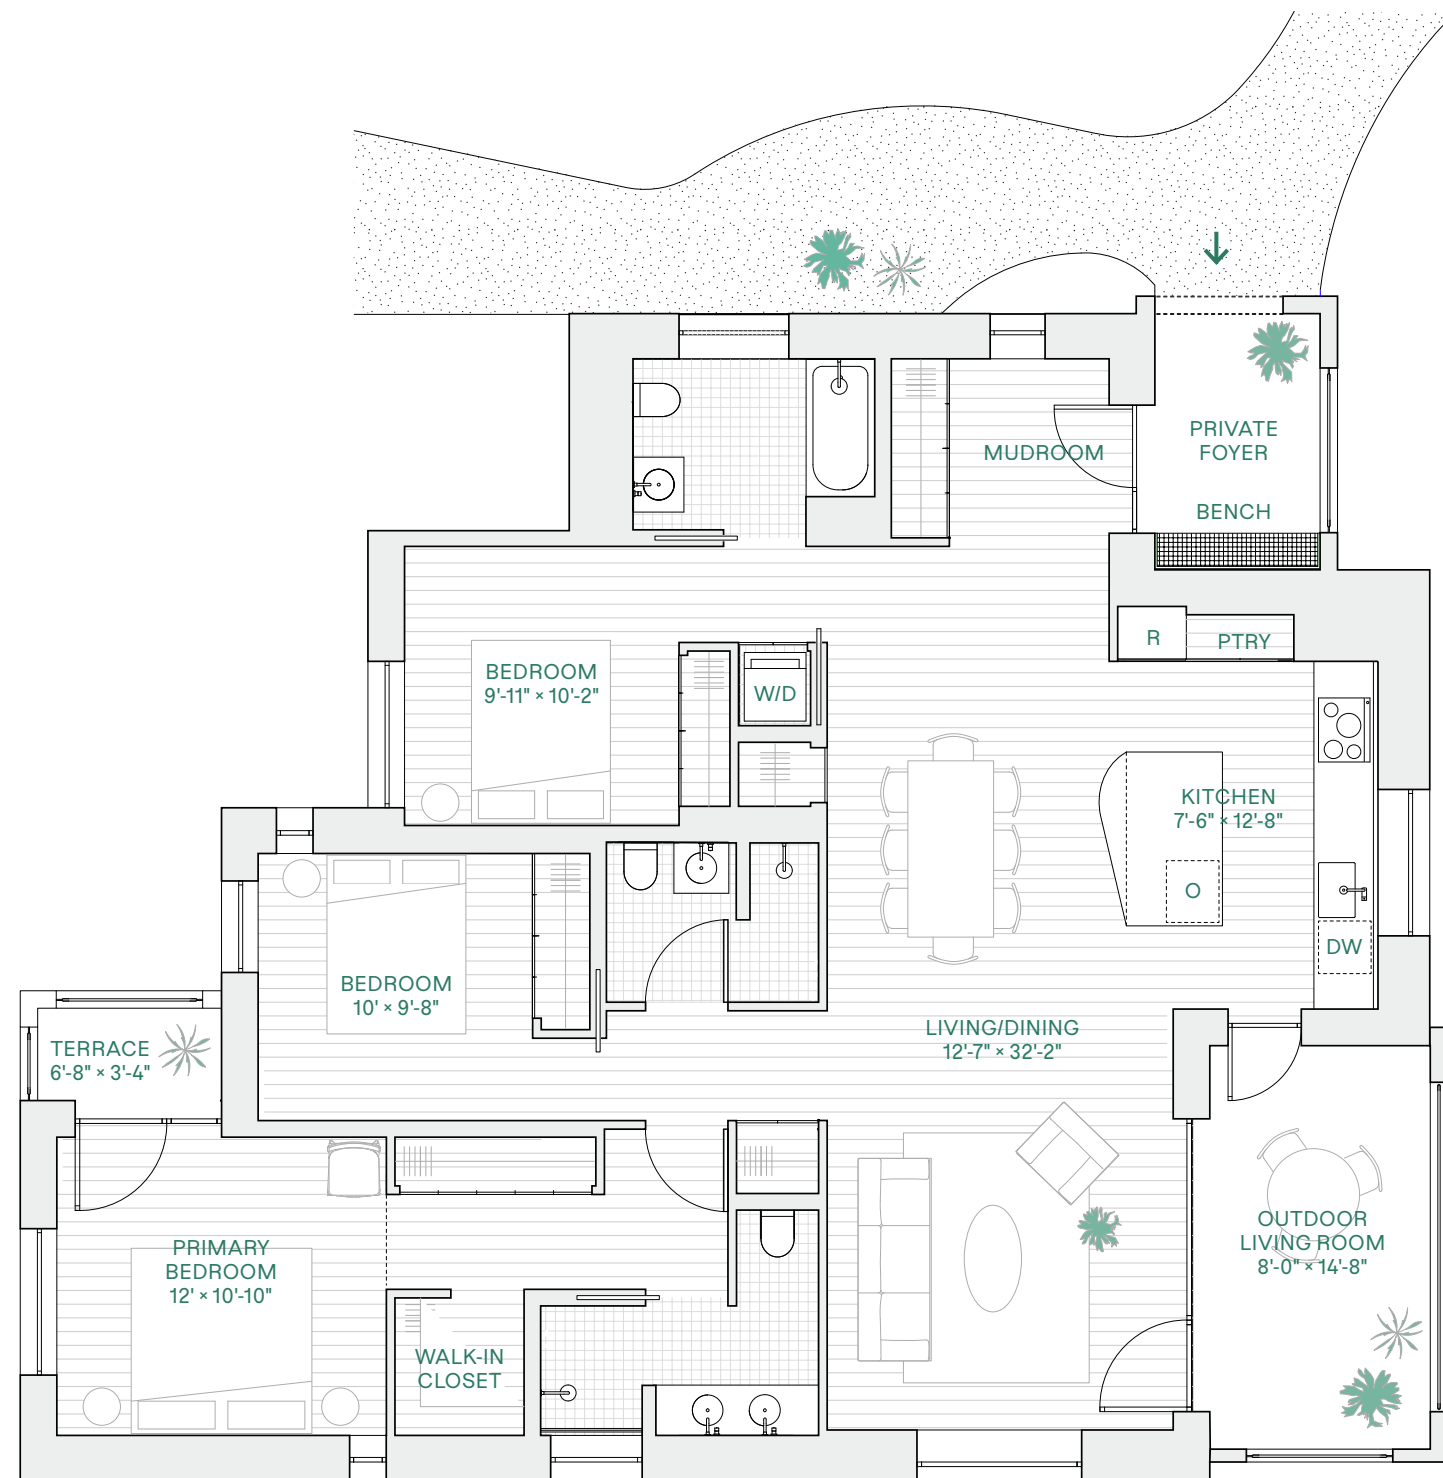 PRIVATE
FOYER
MUDROOM
BENCH
R
PTRY
BEDROOM
9'-11" × 10'-2"
W/D
KITCHEN
7'-6" × 12'-8"
O
DW
BEDROOM
10' × 9'-8"
LIVING/DINING
12'-7" × 32'-2"
TERRACE
6'-8" × 3'-4"
PRIMARY
BEDROOM
12' × 10'-10"
OUTDOOR
LIVING ROOM
8'-0" × 14'-8"
WALK-IN
CLOSET